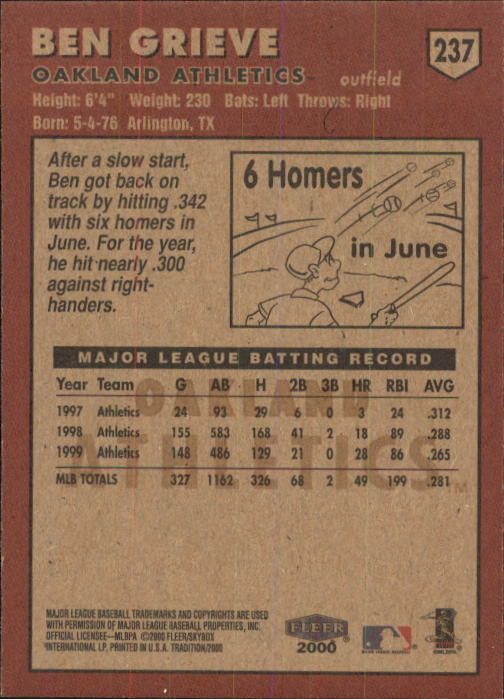 BEN GRIEVE
237
OAKLAND ATHLETICS outfield
Height: 6'4" Weight: 230 Bats: Left Throws: Right
Born: 5-4-76 Arlington, TX
After a slow start,
Ben got back on
track by hitting .342
with six homers in
June. For the year,
he hit nearly .300
against right-
handers.
6 Homers
in June
MAJOR LEAGUE BATTING RECORD
Year Team G AB H 2B 3B HR RBI AVG
1997 Athletics 24 93 29 6 0 3 24 .312
1998 Athletics 155 583 168 41 2 18 89 .288
1999 Athletics 148 486 129 21 0 28 86 .265
MLB TOTALS 327 1162 326 68 2 49 199 .281
OAKLAND
ATHLETICS™
MAJOR LEAGUE BASEBALL TRADEMARKS AND COPYRIGHTS ARE USED
WITH PERMISSION OF MAJOR LEAGUE BASEBALL PROPERTIES, INC.
OFFICIAL LICENSEE—MLBPA ©2000 FLEER/SKYBOX
INTERNATIONAL LP. PRINTED IN U.S.A. TRADITION/2000
FLEER
2000